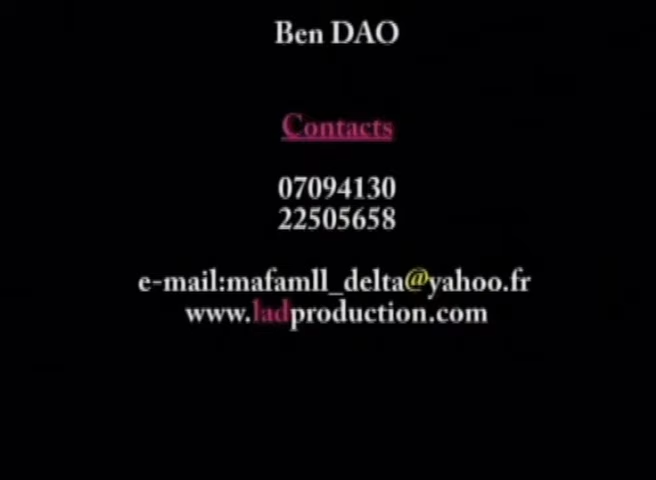 Ben DAO
Contacts
07094130
22505658
e-mail:mafamll_delta@yahoo.fr
www.ladproduction.com